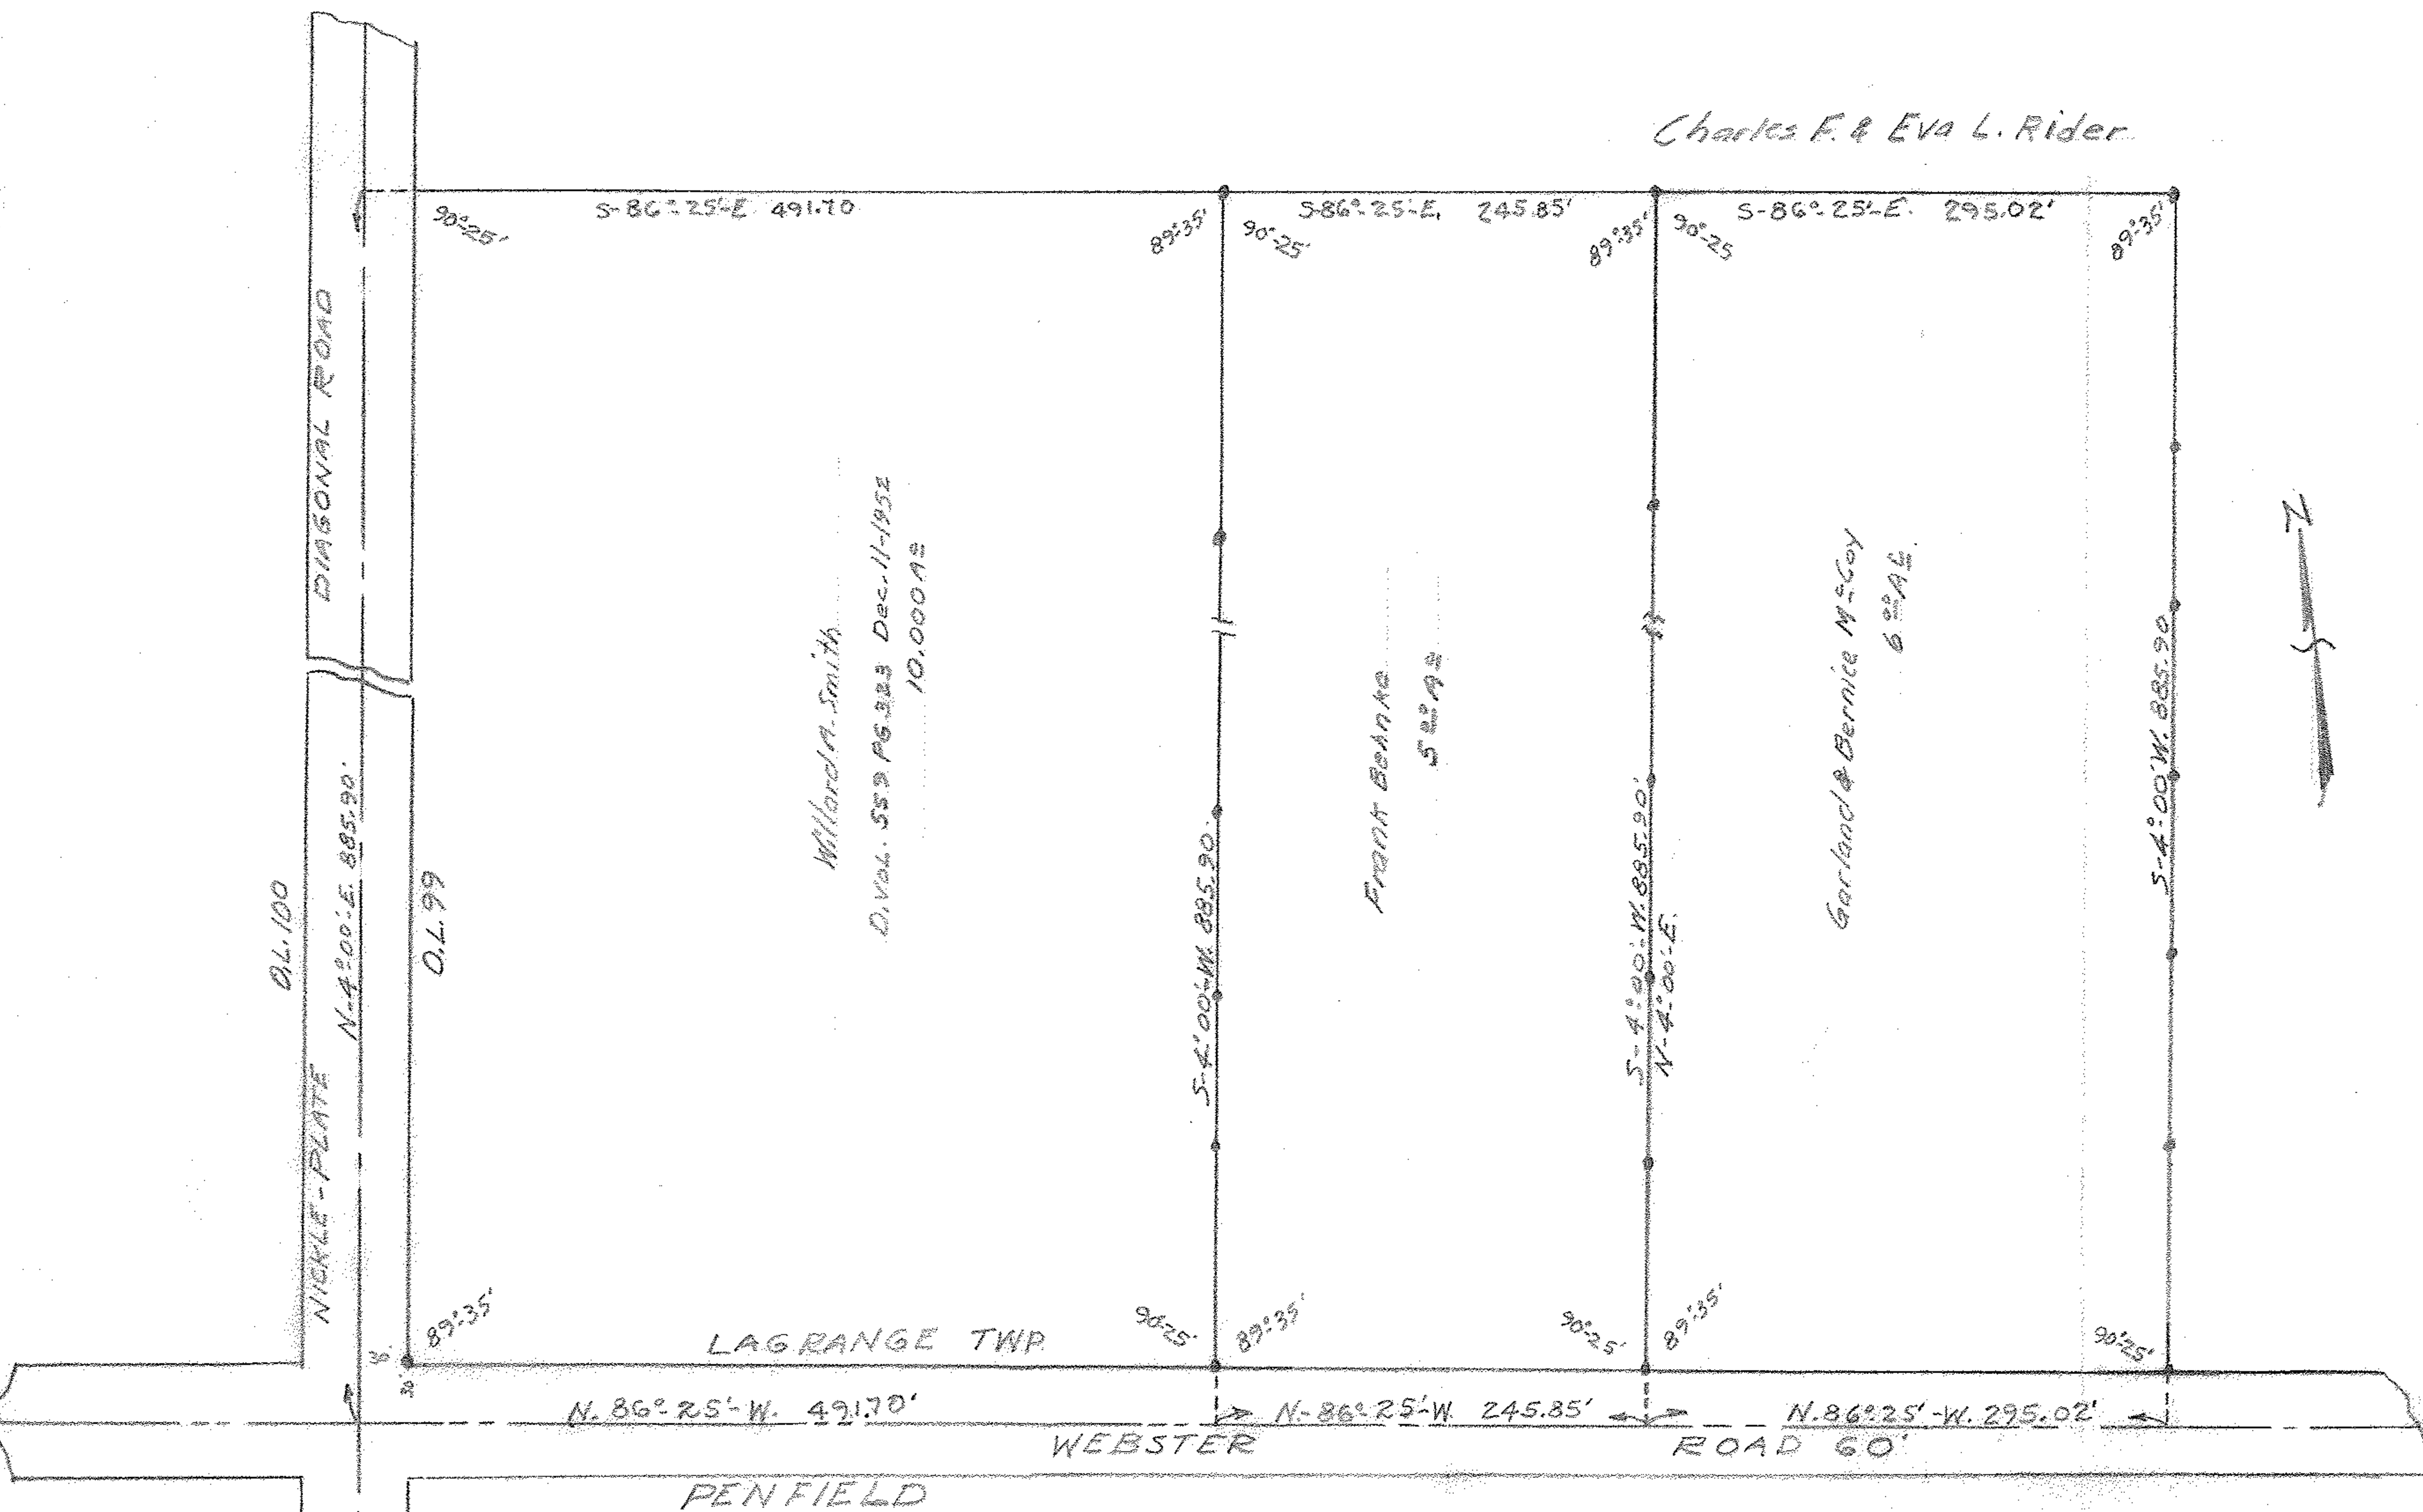 Charles F. & Eva L. Rider
S-86°-25'-E 491.70
S-86°-25'-E. 245.85'
S-86°-25'-E. 295.02'
90°-25'
89°35'
90°-25'
89°35'
90°-25
89°-35'
DIAGONAL ROAD
NICKLE-PLATE
N-4°00'-E. 885.90'
O.L. 100
O.L. 99
Willard A. Smith
D. VOL. 559 PG 223 Dec-11-1952
10.000 A⁠c
S-4°00'-W. 885.90.
Frank Behnke
5 00 Ac
S-4°-00'-W. 885.90'
N-4°-00'-E.
Garland & Bernice McCoy
6 00 AC.
S-4°-00' W. 885.90
N
89°-35'
90°-25'
89°35'
90°-25'
89°35'
90°25'
30'
30'
LAGRANGE TWP.
N. 86°-25'-W. 491.70'
N-86°-25'-W. 245.85'
N. 86°25'-W. 295.02'
WEBSTER ROAD 60'
PENFIELD